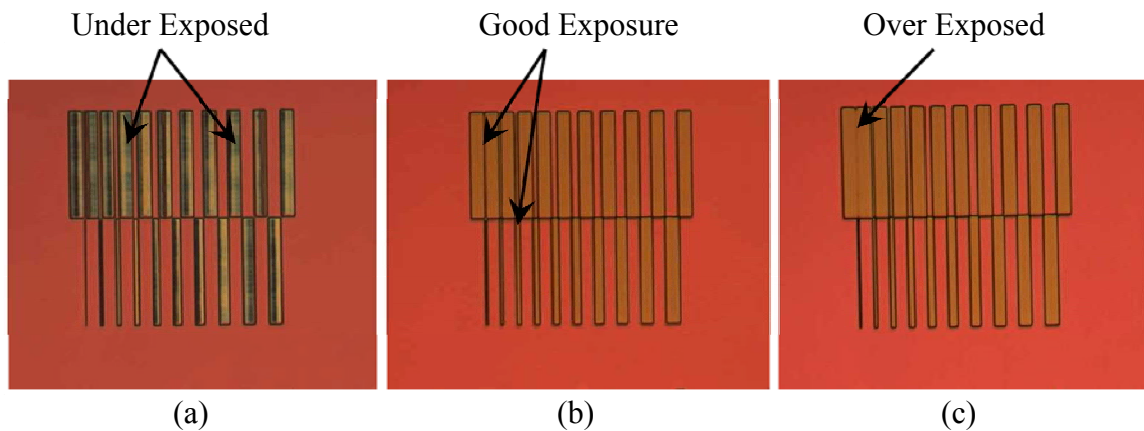 Under Exposed
Good Exposure
Over Exposed
(a)
(b)
(c)